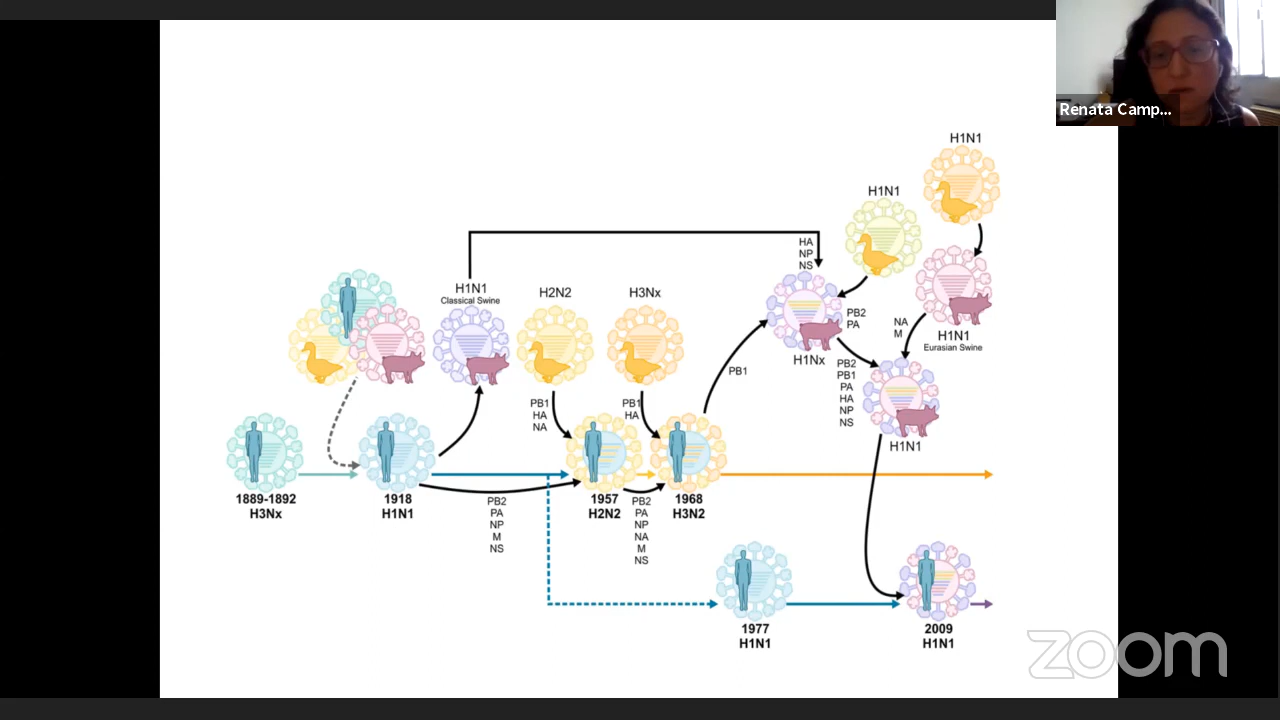 Renata Camp...
H1N1
H1N1
HA
NP
NS
H1N1
Classical Swine
H2N2
H3Nx
PB2
PA
NA
M
H1N1
Eurasian Swine
H1Nx
PB1
PB2
PB1
PA
HA
NP
NS
PB1
HA
NA
PB1
HA
H1N1
1889-1892
H3Nx
1918
H1N1
PB2
PA
NP
M
NS
1957
H2N2
PB2
PA
NP
NA
M
NS
1968
H3N2
1977
H1N1
2009
H1N1
zoom